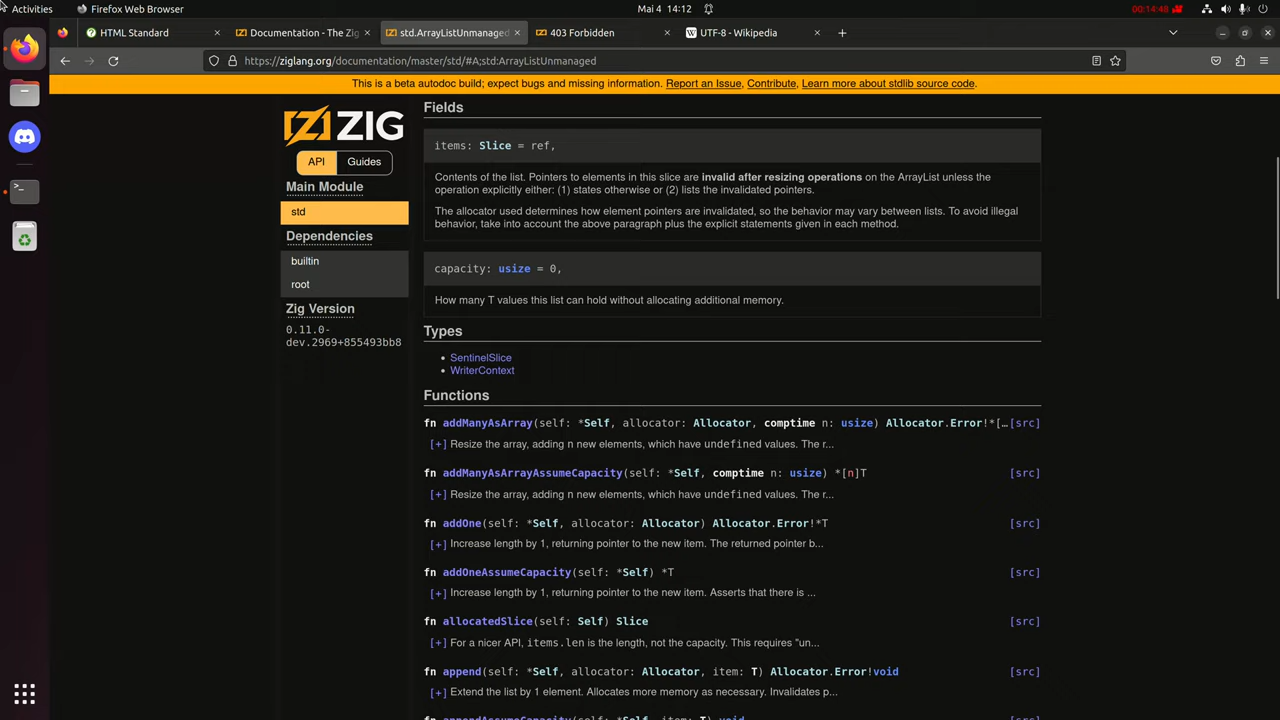 Activities
Firefox Web Browser
Mai 4 14:12
00:14:48
HTML Standard
Documentation - The Zig
std.ArrayListUnmanaged
403 Forbidden
UTF-8 - Wikipedia
https://ziglang.org/documentation/master/std/#A;std:ArrayListUnmanaged
This is a beta autodoc build; expect bugs and missing information. Report an Issue, Contribute, Learn more about stdlib source code.
ZIG
API Guides
Main Module
std
Dependencies
builtin
root
Zig Version
0.11.0-
dev.2969+855493bb8
Fields
items: Slice = ref,
Contents of the list. Pointers to elements in this slice are invalid after resizing operations on the ArrayList unless the
operation explicitly either: (1) states otherwise or (2) lists the invalidated pointers.
The allocator used determines how element pointers are invalidated, so the behavior may vary between lists. To avoid illegal
behavior, take into account the above paragraph plus the explicit statements given in each method.
capacity: usize = 0,
How many T values this list can hold without allocating additional memory.
Types
• SentinelSlice
• WriterContext
Functions
fn addManyAsArray(self: *Self, allocator: Allocator, comptime n: usize) Allocator.Error!*[… [src]
[+] Resize the array, adding n new elements, which have undefined values. The r...
fn addManyAsArrayAssumeCapacity(self: *Self, comptime n: usize) *[n]T [src]
[+] Resize the array, adding n new elements, which have undefined values. The r...
fn addOne(self: *Self, allocator: Allocator) Allocator.Error!*T [src]
[+] Increase length by 1, returning pointer to the new item. The returned pointer b...
fn addOneAssumeCapacity(self: *Self) *T [src]
[+] Increase length by 1, returning pointer to the new item. Asserts that there is ...
fn allocatedSlice(self: Self) Slice [src]
[+] For a nicer API, items.len is the length, not the capacity. This requires "un...
fn append(self: *Self, allocator: Allocator, item: T) Allocator.Error!void [src]
[+] Extend the list by 1 element. Allocates more memory as necessary. Invalidates p...